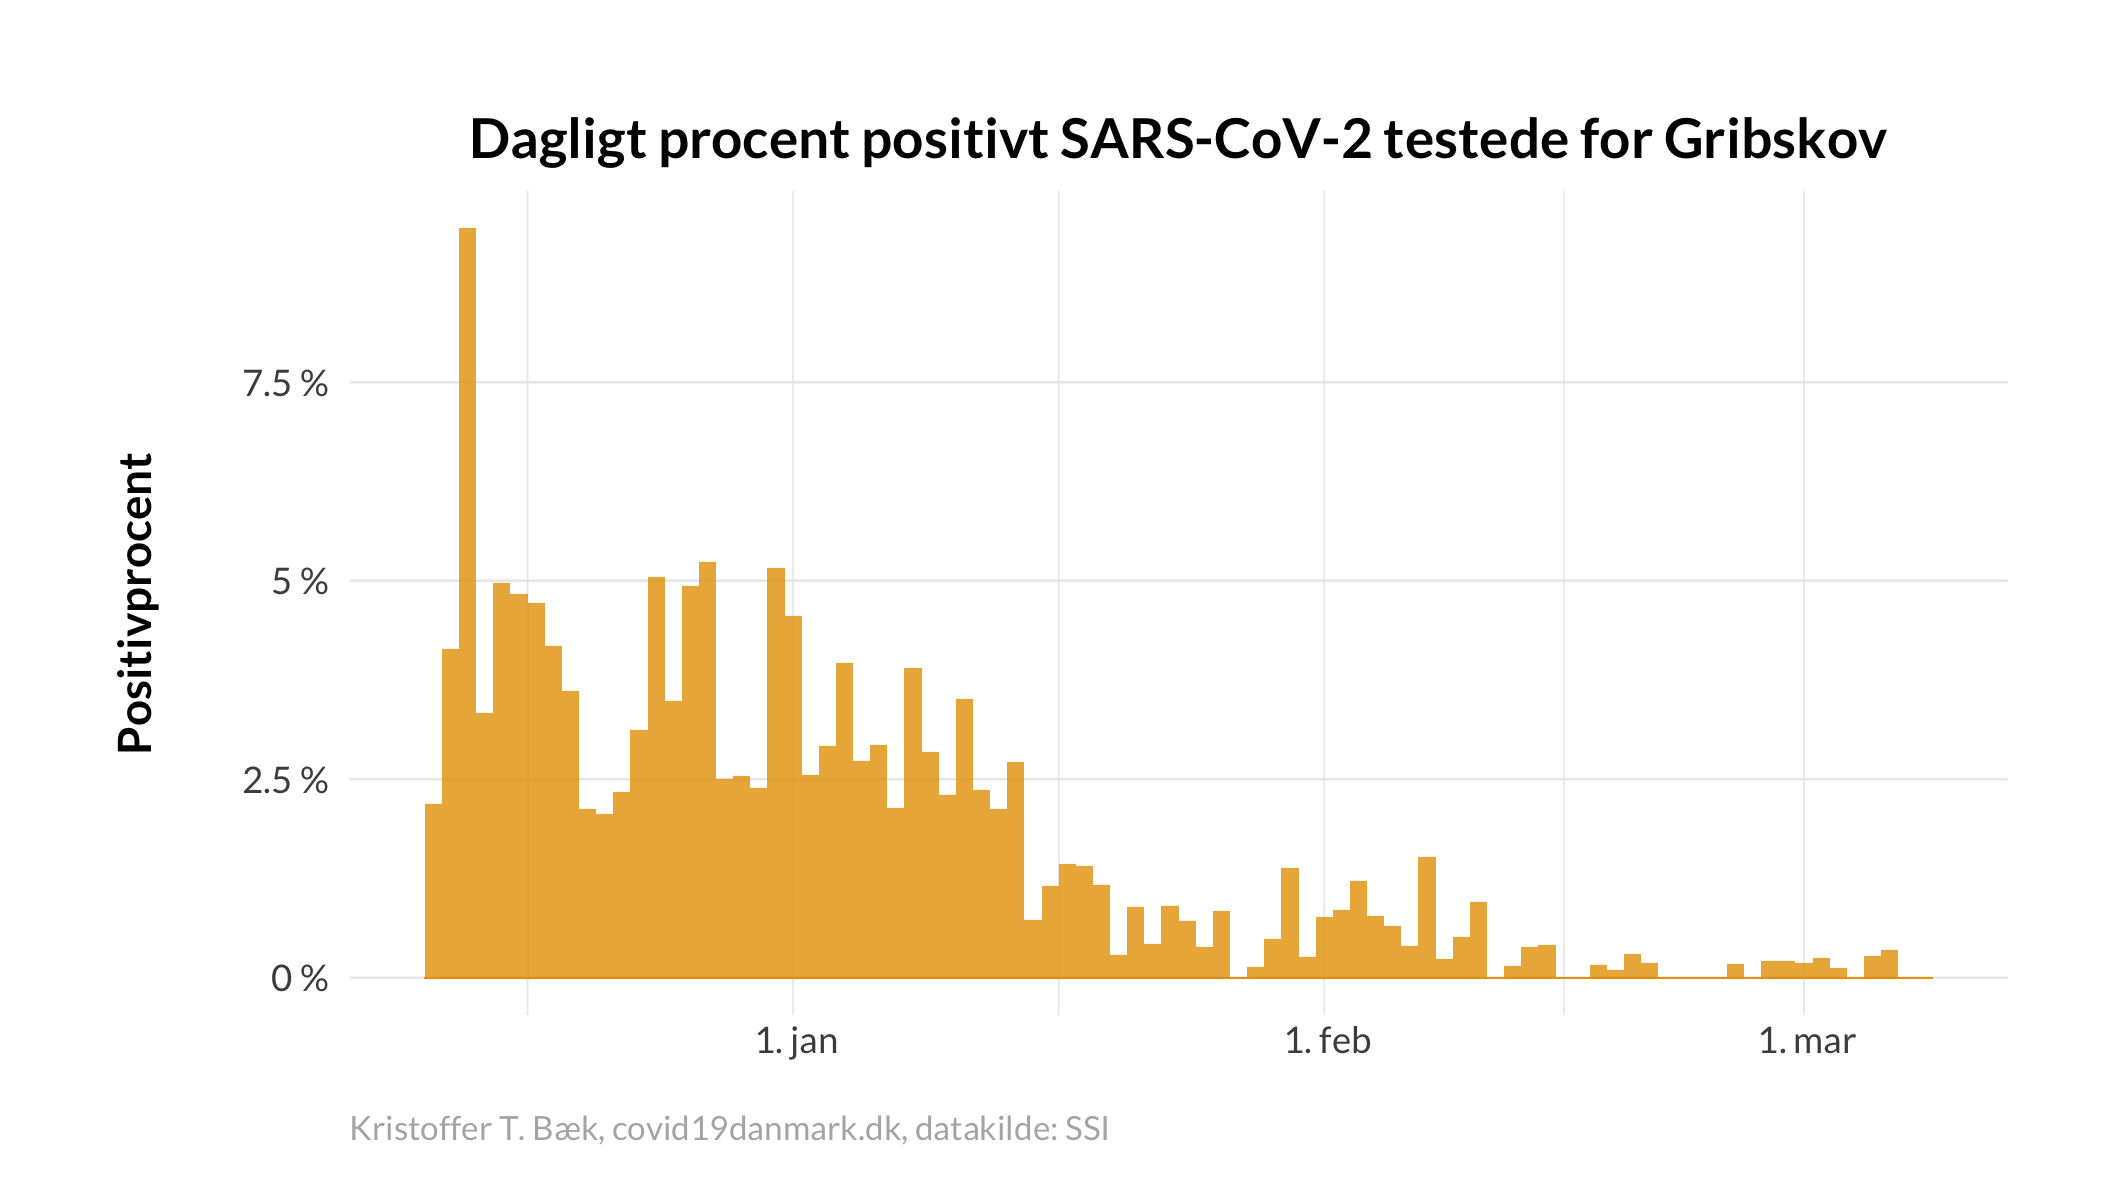 Dagligt procent positivt SARS-CoV-2 testede for Gribskov
Positivprocent
7.5 %
5 %
2.5 %
0 %
1. jan
1. feb
1. mar
Kristoffer T. Bæk, covid19danmark.dk, datakilde: SSI